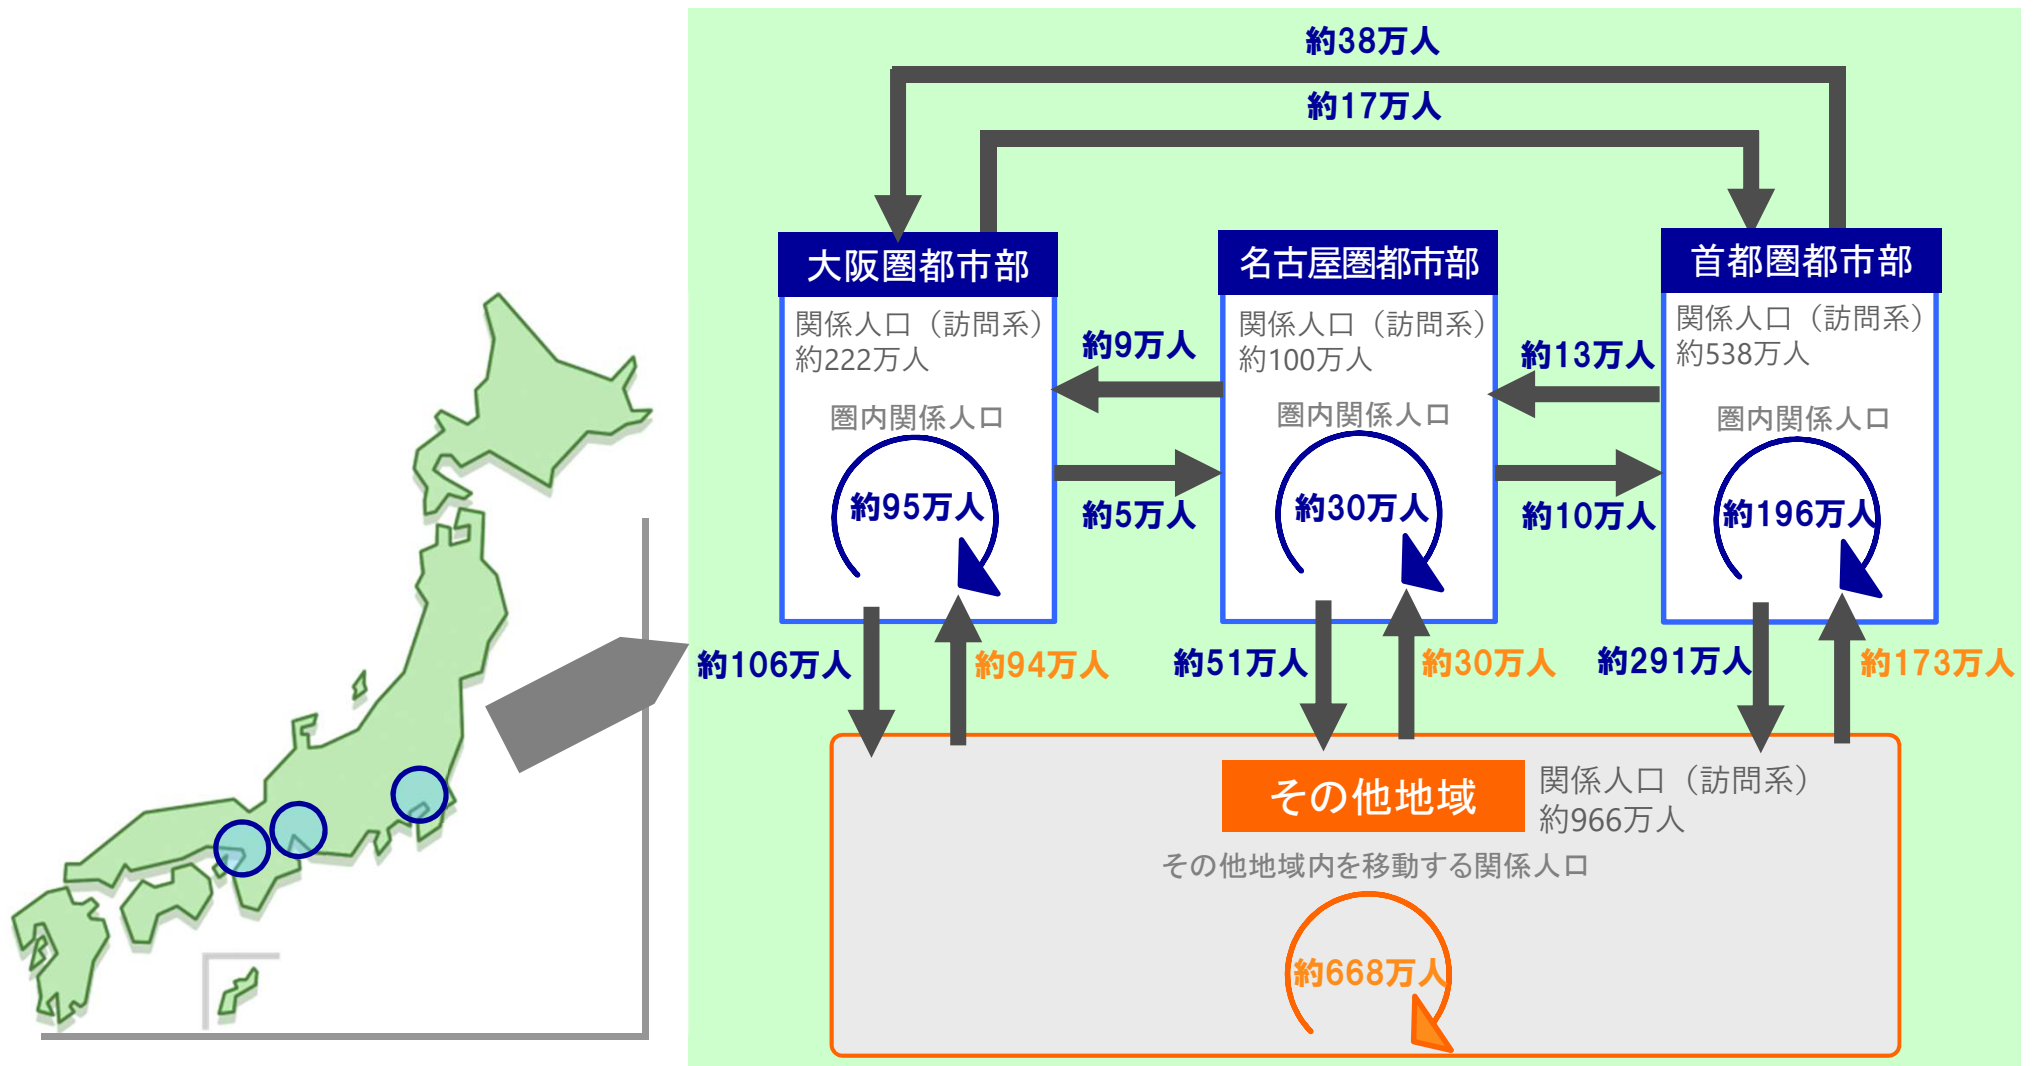 約38万人
約17万人
大阪圏都市部
関係人口（訪問系）
約222万人
圏内関係人口
約95万人
約9万人
約5万人
名古屋圏都市部
関係人口（訪問系）
約100万人
圏内関係人口
約30万人
約13万人
約10万人
首都圏都市部
関係人口（訪問系）
約538万人
圏内関係人口
約196万人
約106万人
約94万人
約51万人
約30万人
約291万人
約173万人
その他地域
関係人口（訪問系）
約966万人
その他地域内を移動する関係人口
約668万人